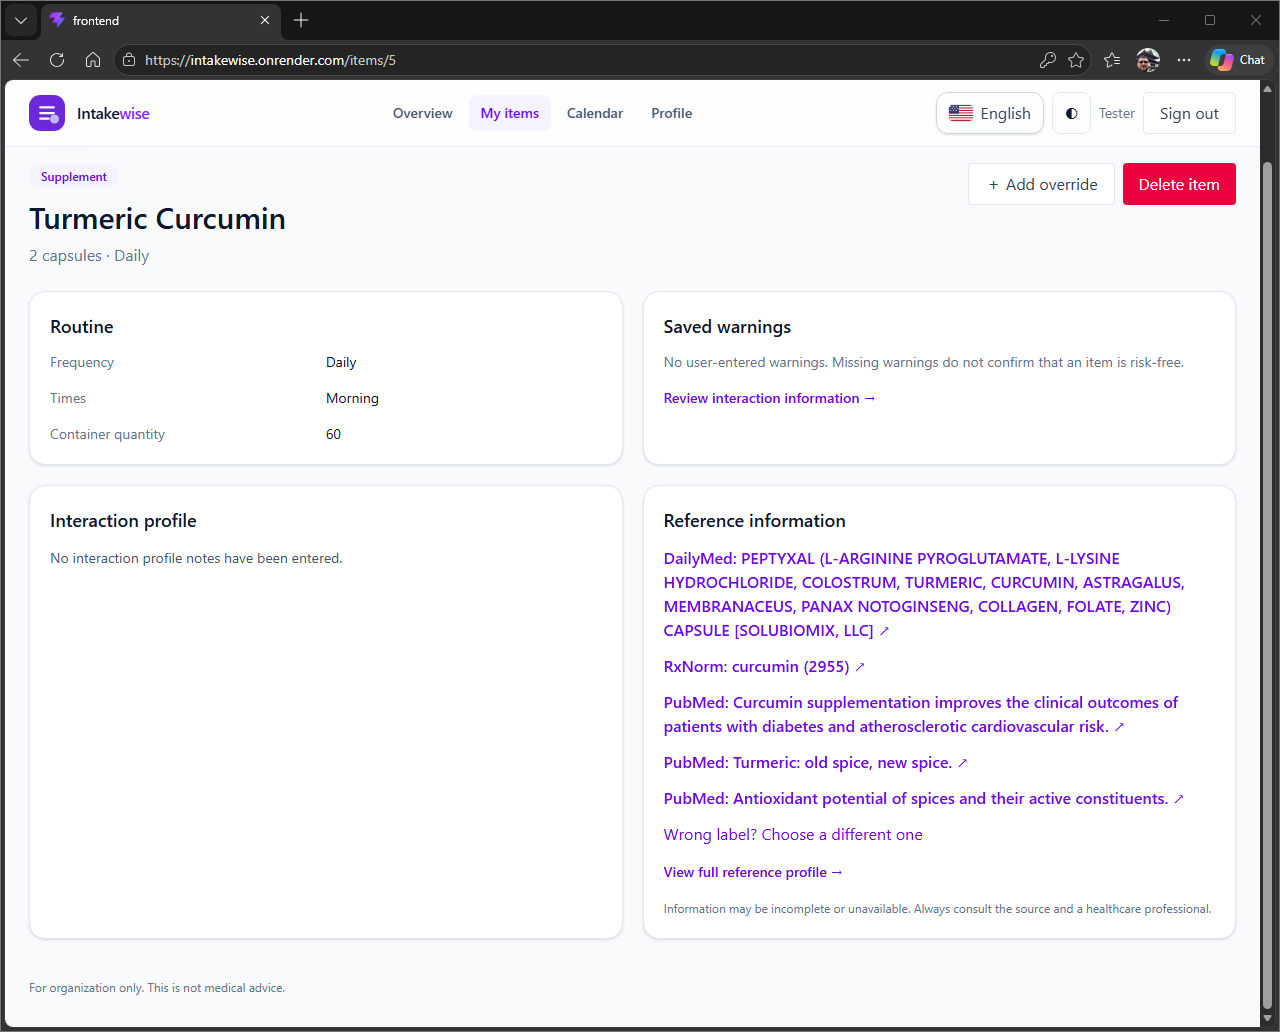 frontend
https://intakewise.onrender.com/items/5
Chat
Intakewise
Overview
My items
Calendar
Profile
English
Tester
Sign out
Supplement
+ Add override
Delete item
Turmeric Curcumin
2 capsules · Daily
Routine
Frequency
Daily
Times
Morning
Container quantity
60
Saved warnings
No user-entered warnings. Missing warnings do not confirm that an item is risk-free.
Review interaction information →
Interaction profile
No interaction profile notes have been entered.
Reference information
DailyMed: PEPTYXAL (L-ARGININE PYROGLUTAMATE, L-LYSINE
HYDROCHLORIDE, COLOSTRUM, TURMERIC, CURCUMIN, ASTRAGALUS,
MEMBRANACEUS, PANAX NOTOGINSENG, COLLAGEN, FOLATE, ZINC)
CAPSULE [SOLUBIOMIX, LLC] ↗
RxNorm: curcumin (2955) ↗
PubMed: Curcumin supplementation improves the clinical outcomes of
patients with diabetes and atherosclerotic cardiovascular risk. ↗
PubMed: Turmeric: old spice, new spice. ↗
PubMed: Antioxidant potential of spices and their active constituents. ↗
Wrong label? Choose a different one
View full reference profile →
Information may be incomplete or unavailable. Always consult the source and a healthcare professional.
For organization only. This is not medical advice.